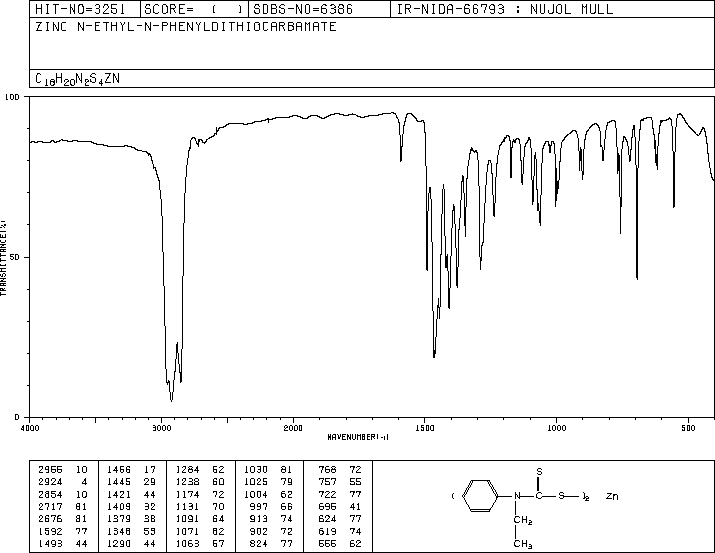 HIT-NO=3251 SCORE= ( ) SDBS-NO=6386 IR-NIDA-66793 : NUJOL MULL
ZINC N-ETHYL-N-PHENYLDITHIOCARBAMATE
C18H20N2S4ZN
100
50
0
TRANSMITTANCE(%)
4000 3000 2000 1500 1000 500
WAVENUMBER(-1)
2955 10 1466 17 1284 52 1030 81 768 72
2924 4 1445 29 1238 60 1025 79 757 55
2854 10 1421 44 1174 72 1004 62 722 77
2717 81 1409 32 1131 70 997 66 695 41
2676 81 1379 38 1091 64 913 74 624 77
1592 77 1348 53 1071 62 902 72 619 74
1493 44 1290 44 1063 57 824 77 555 62
S
( N C S )2 Zn
CH2
CH3